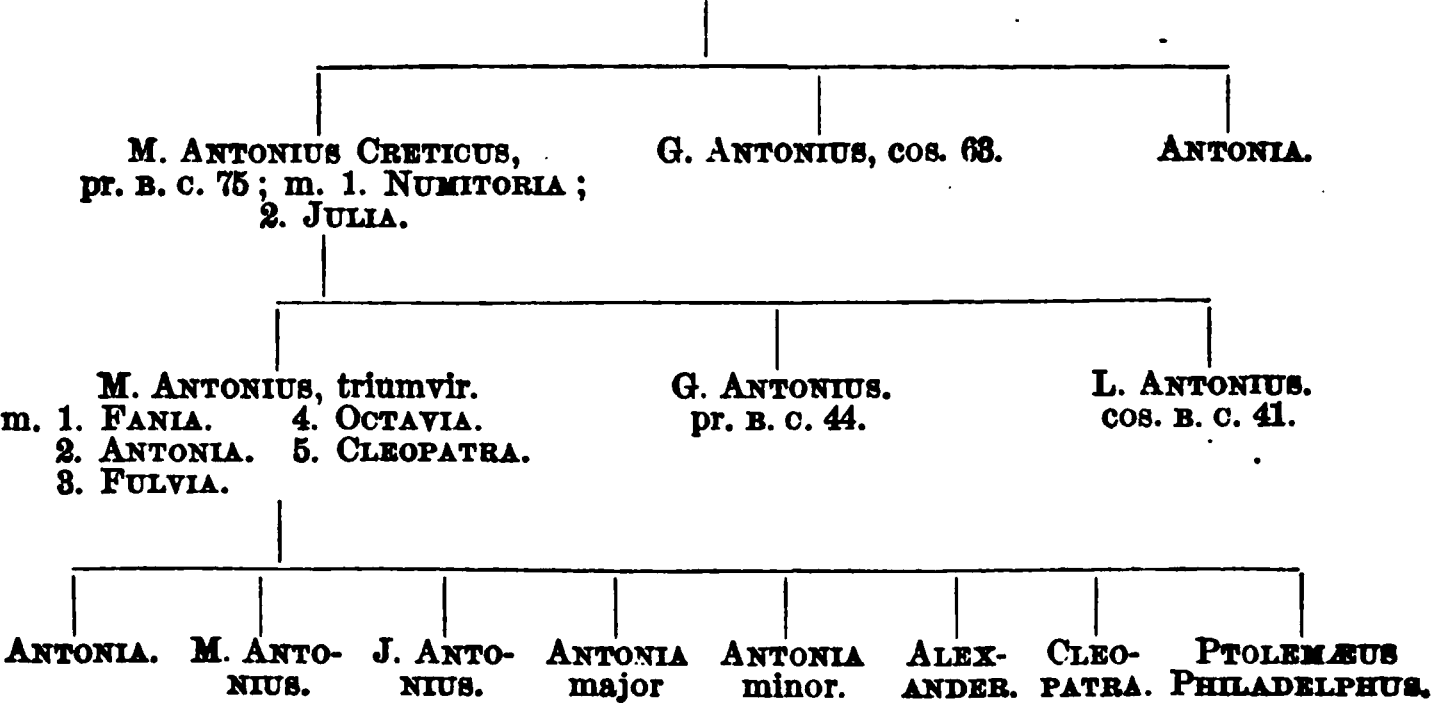 M. ANTONIUS CRETICUS,
pr. B. C. 75; m. 1. NUMITORIA;
2. JULIA.
G. ANTONIUS, cos. 63.
ANTONIA.
M. ANTONIUS, triumvir.
m. 1. FANIA. 4. OCTAVIA.
2. ANTONIA. 5. CLEOPATRA.
3. FULVIA.
G. ANTONIUS.
pr. B. C. 44.
L. ANTONIUS.
cos. B. C. 41.
ANTONIA.
M. ANTO-
NIUS.
J. ANTO-
NIUS.
ANTONIA
major
ANTONIA
minor.
ALEX-
ANDER.
CLEO-
PATRA.
PTOLEMÆUS
PHILADELPHUS.